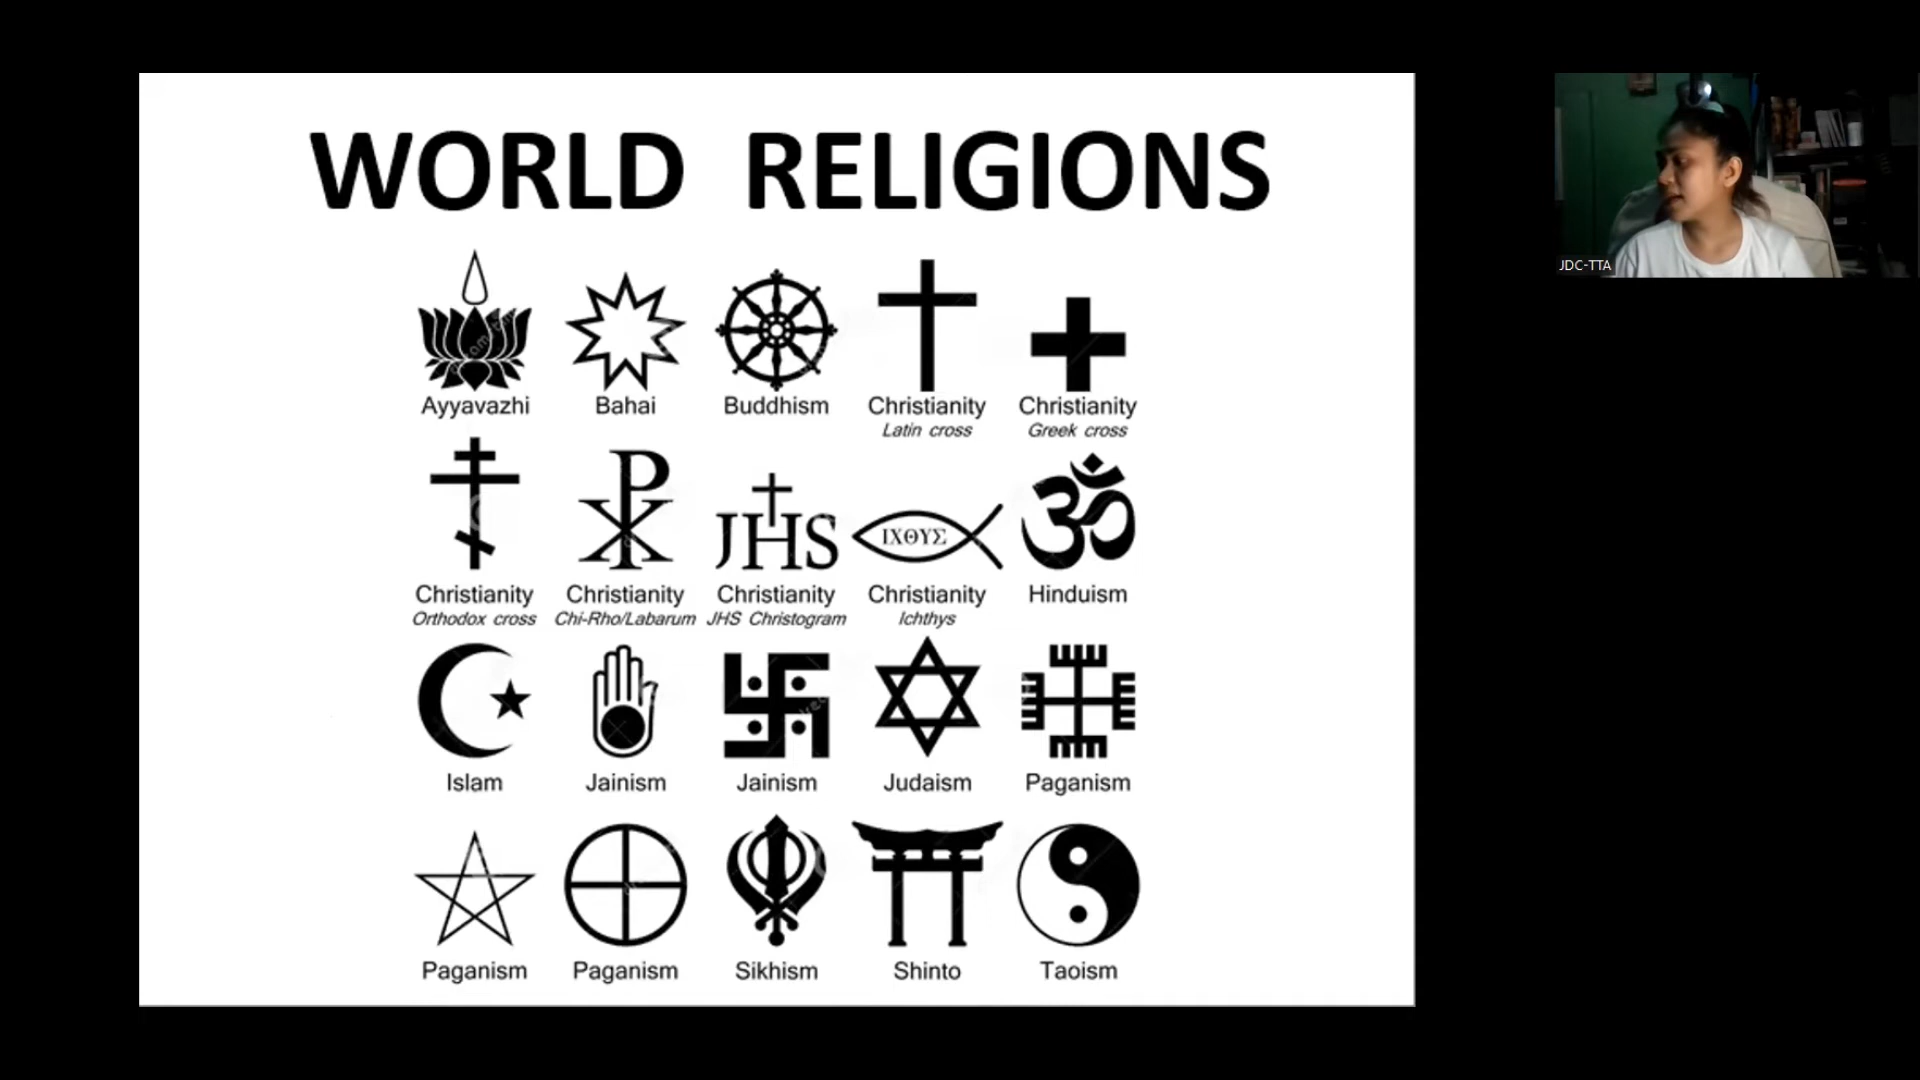 WORLD RELIGIONS
Ayyavazhi
Bahai
Buddhism
Christianity
Latin cross
Christianity
Greek cross
P
X
JHS
ΙΧΘΥΣ
Christianity
Orthodox cross
Christianity
Chi-Rho/Labarum
Christianity
JHS Christogram
Christianity
Ichthys
Hinduism
Islam
Jainism
Jainism
Judaism
Paganism
Paganism
Paganism
Sikhism
Shinto
Taoism
JDC-TTA